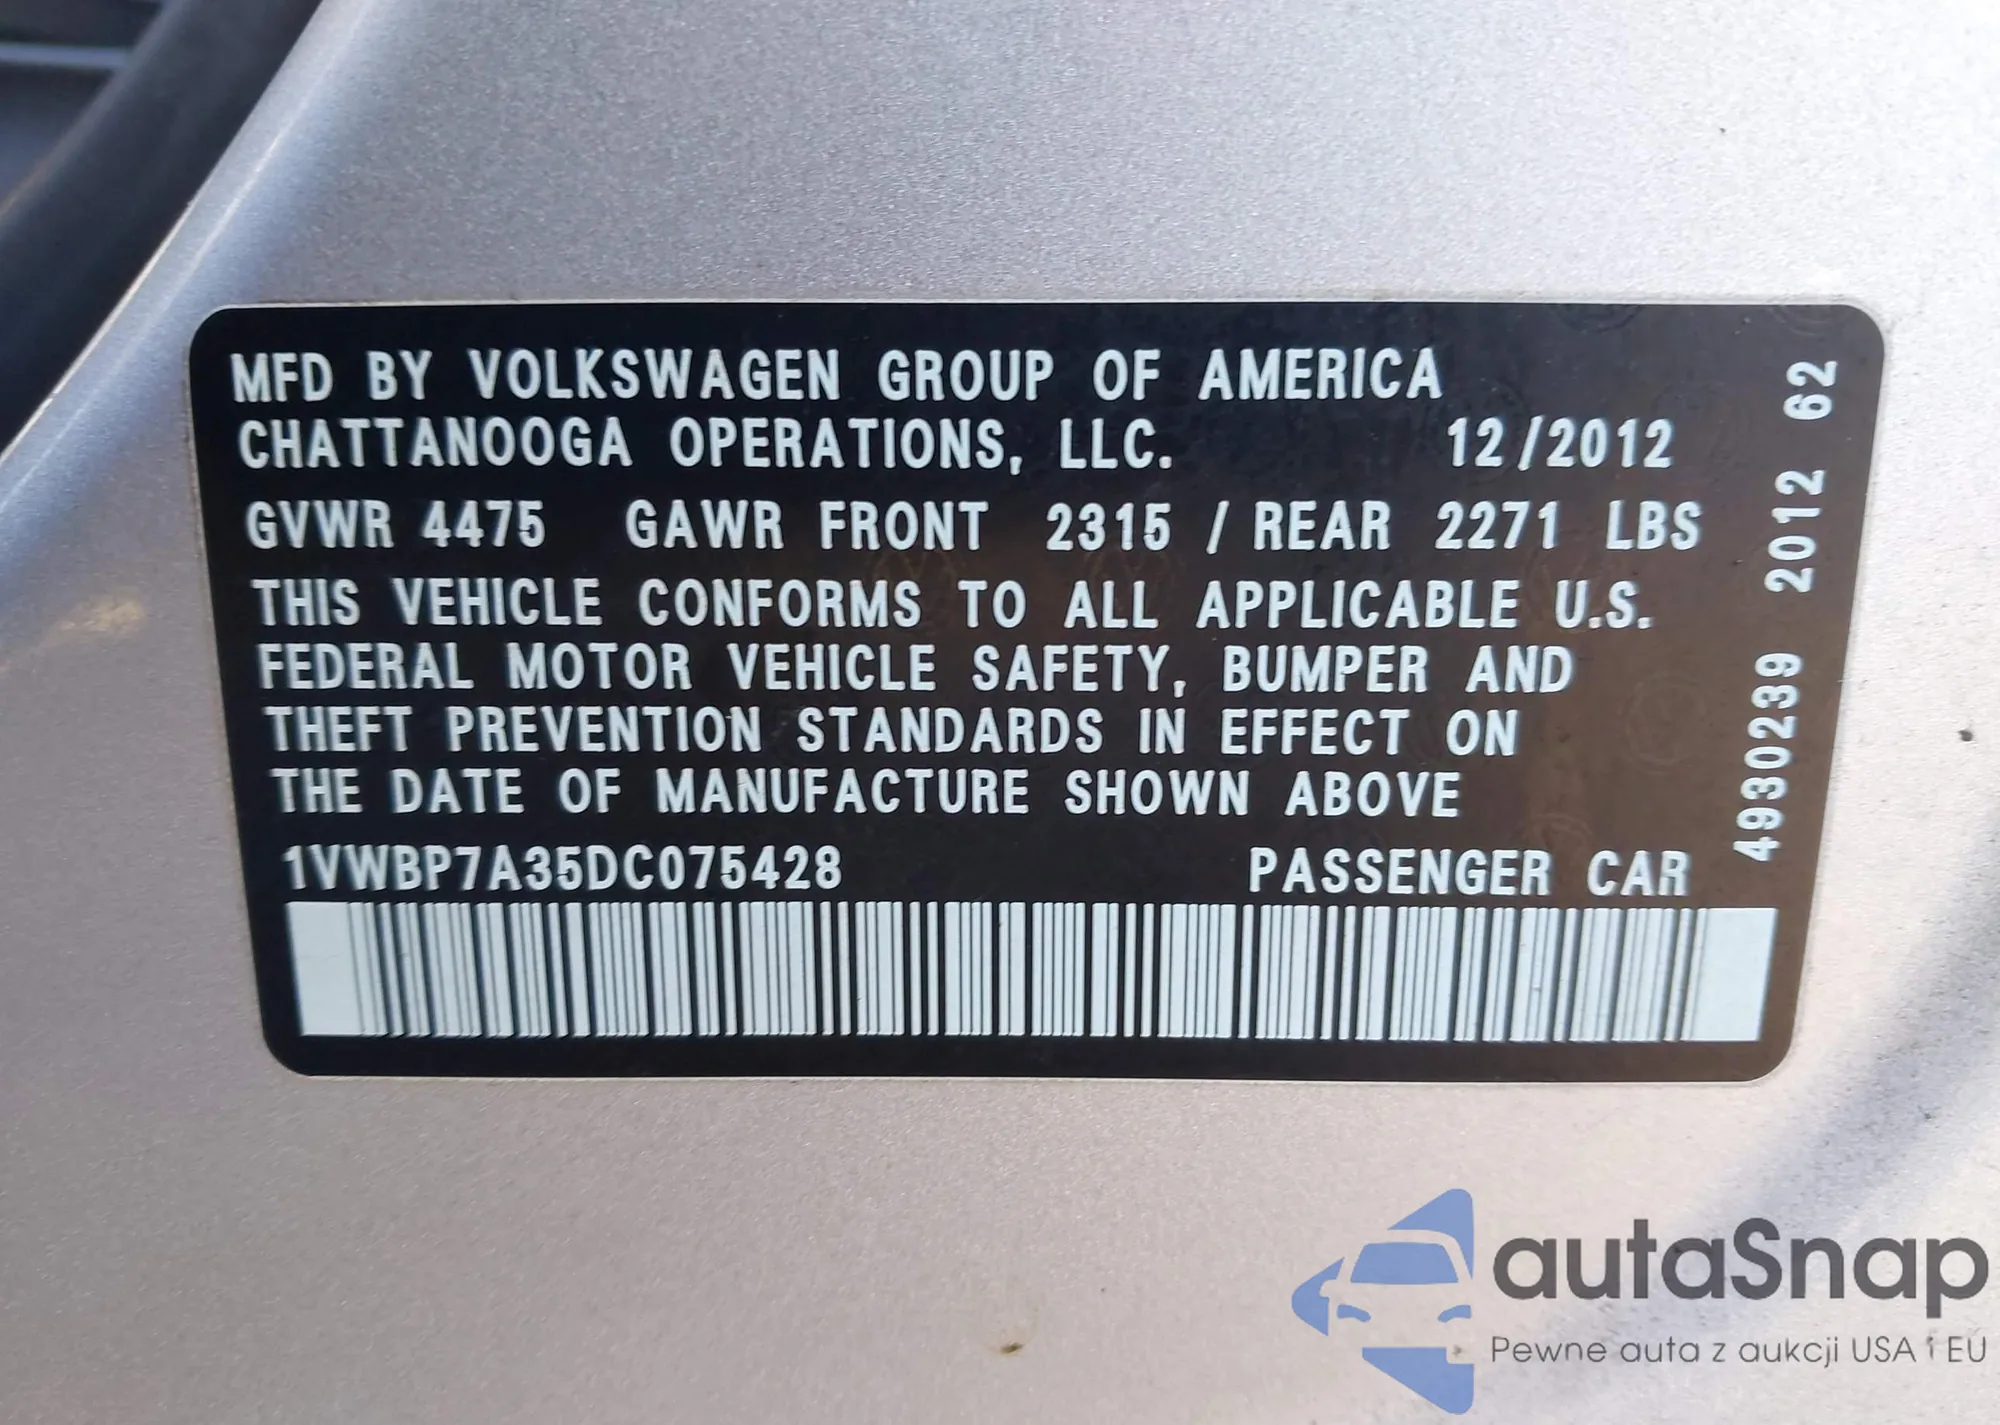 MFD BY VOLKSWAGEN GROUP OF AMERICA
CHATTANOOGA OPERATIONS, LLC. 12/2012
GVWR 4475 GAWR FRONT 2315 / REAR 2271 LBS
THIS VEHICLE CONFORMS TO ALL APPLICABLE U.S.
FEDERAL MOTOR VEHICLE SAFETY, BUMPER AND
THEFT PREVENTION STANDARDS IN EFFECT ON
THE DATE OF MANUFACTURE SHOWN ABOVE
1VWBP7A35DC075428 PASSENGER CAR
4930239 2012 62
autaSnap
Pewne auta z aukcji USA i EU